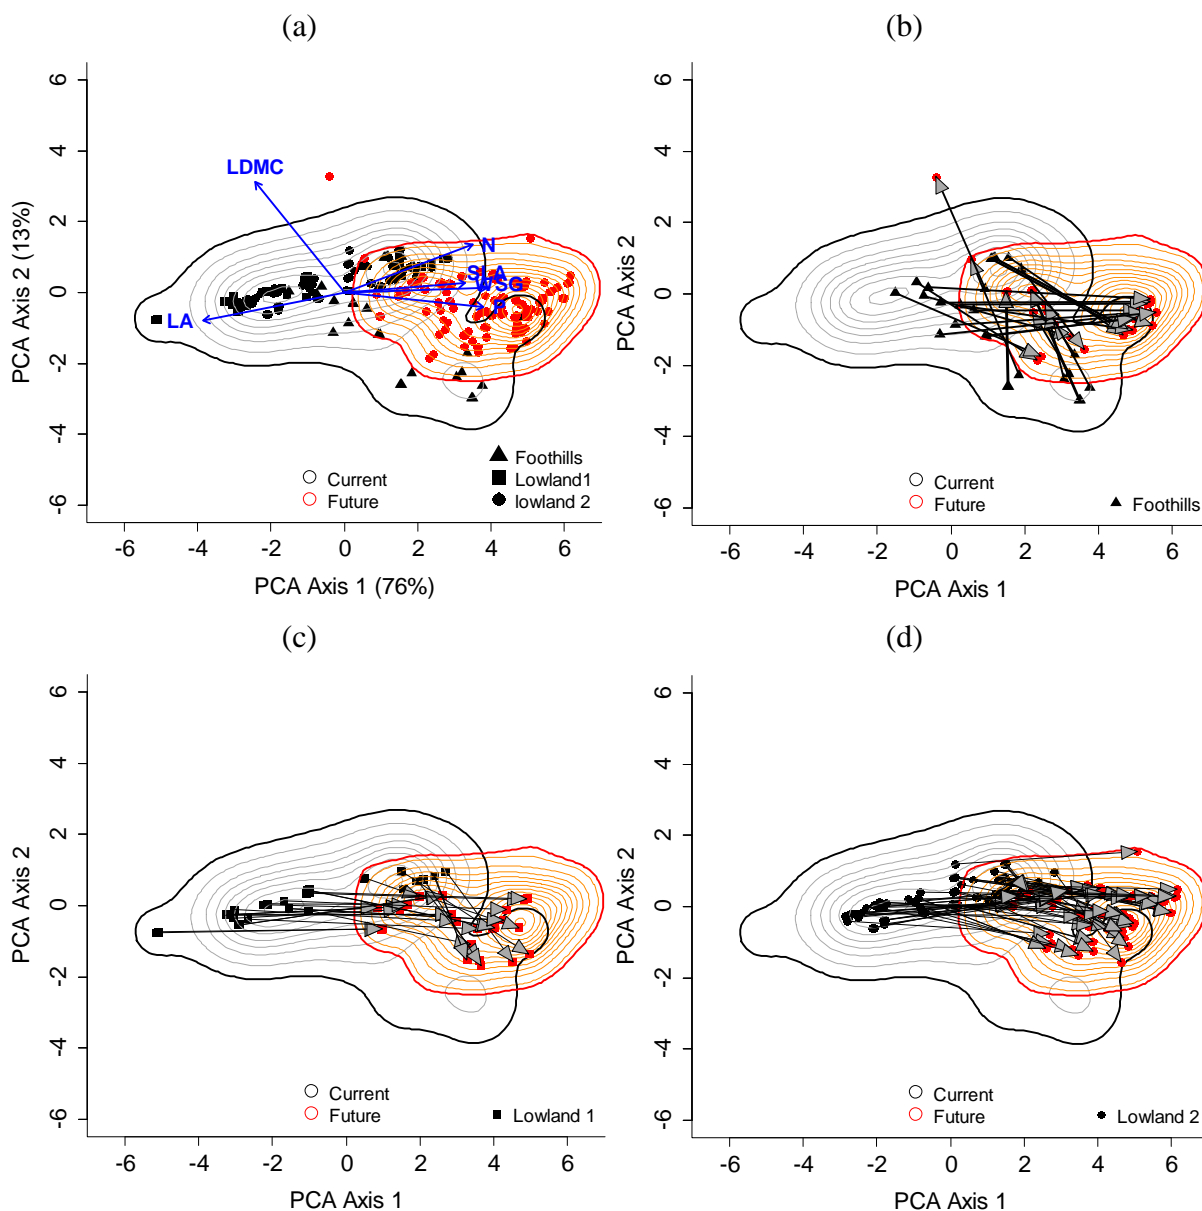 (a)
6
4
2
0
-2
-4
-6
PCA Axis 2 (13%)
LDMC
N
SLA
WSG
P
LA
Current
Future
Foothills
Lowland1
lowland 2
-6 -4 -2 0 2 4 6
PCA Axis 1 (76%)
(b)
6
4
2
0
-2
-4
-6
PCA Axis 2
Current
Future
Foothills
-6 -4 -2 0 2 4 6
PCA Axis 1
(c)
6
4
2
0
-2
-4
-6
PCA Axis 2
Current
Future
Lowland 1
-6 -4 -2 0 2 4 6
PCA Axis 1
(d)
6
4
2
0
-2
-4
-6
PCA Axis 2
Current
Future
Lowland 2
-6 -4 -2 0 2 4 6
PCA Axis 1